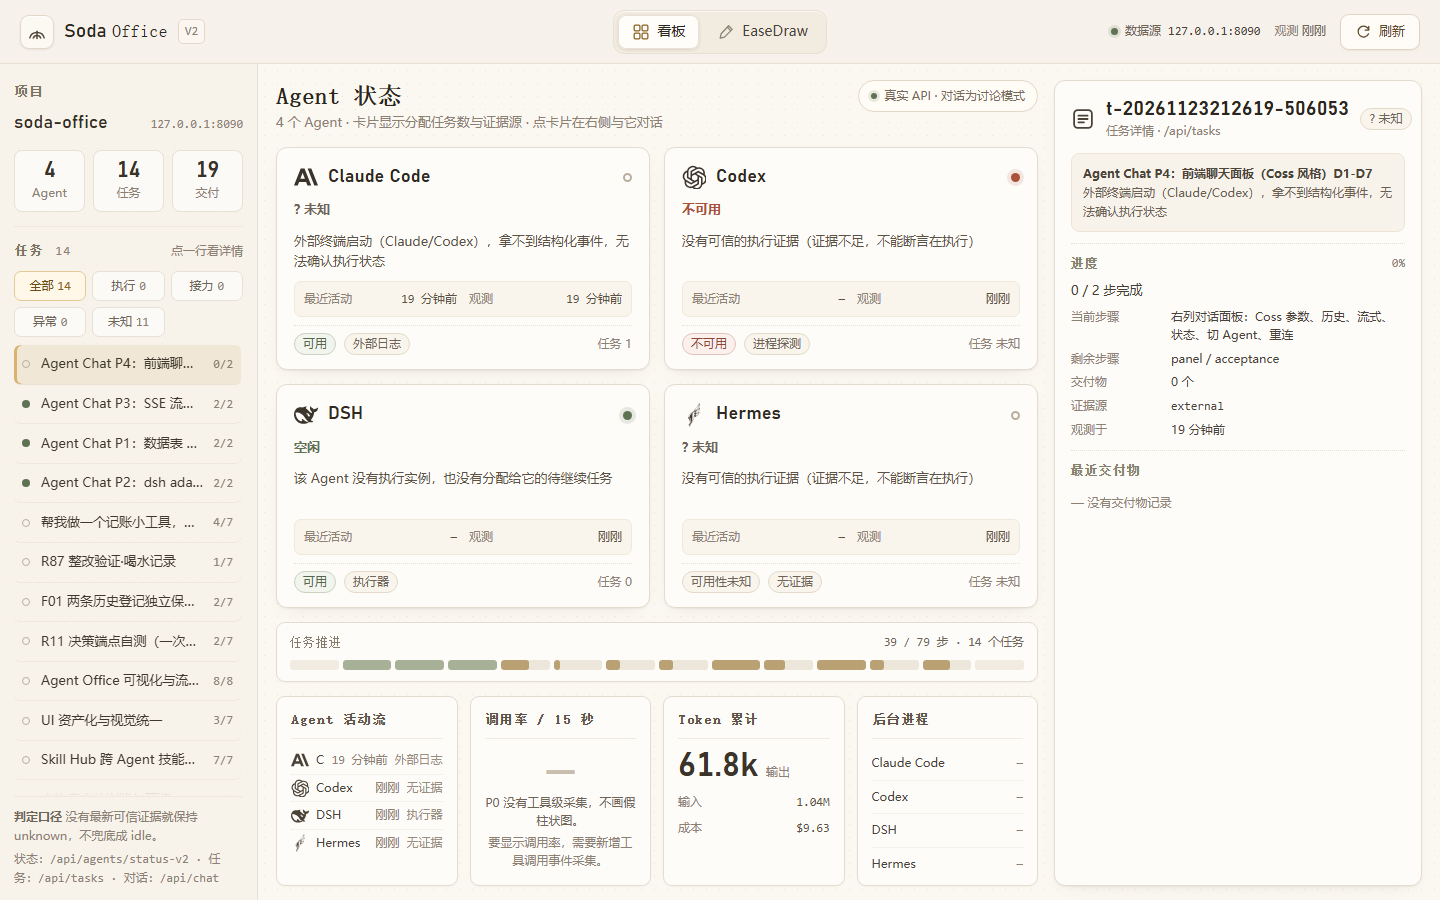 Soda Office V2
看板
EaseDraw
数据源 127.0.0.1:8090
观测 刚刚
刷新
项目
soda-office 127.0.0.1:8090
4 Agent
14 任务
19 交付
任务 14 点一行看详情
全部 14
执行 0
接力 0
异常 0
未知 11
Agent Chat P4：前端聊... 0/2
Agent Chat P3：SSE 流... 2/2
Agent Chat P1：数据表 ... 2/2
Agent Chat P2：dsh ada... 2/2
帮我做一个记账小工具，... 4/7
R87 整改验证·喝水记录 1/7
F01 两条历史登记独立保... 2/7
R11 决策端点自测（一次... 2/7
Agent Office 可视化与流... 8/8
UI 资产化与视觉统一 3/7
Skill Hub 跨 Agent 技能... 7/7
判定口径 没有最新可信证据就保持
unknown，不兜底成 idle。
状态: /api/agents/status-v2 · 任
务: /api/tasks · 对话: /api/chat
Agent 状态
4 个 Agent · 卡片显示分配任务数与证据源 · 点卡片在右侧与它对话
真实 API · 对话为讨论模式
Claude Code
? 未知
外部终端启动（Claude/Codex），拿不到结构化事件，无
法确认执行状态
最近活动 19 分钟前 观测 19 分钟前
可用 外部日志 任务 1
Codex
不可用
没有可信的执行证据（证据不足，不能断言在执行）
最近活动 — 观测 刚刚
不可用 进程探测 任务 未知
DSH
空闲
该 Agent 没有执行实例，也没有分配给它的待继续任务
最近活动 — 观测 刚刚
可用 执行器 任务 0
Hermes
? 未知
没有可信的执行证据（证据不足，不能断言在执行）
最近活动 — 观测 刚刚
可用性未知 无证据 任务 未知
任务推进 39 / 79 步 · 14 个任务
Agent 活动流
C 19 分钟前 外部日志
Codex 刚刚 无证据
DSH 刚刚 执行器
Hermes 刚刚 无证据
调用率 / 15 秒
—
P0 没有工具级采集，不画假
柱状图。
要显示调用率，需要新增工
具调用事件采集。
Token 累计
61.8k 输出
输入 1.04M
成本 $9.63
后台进程
Claude Code —
Codex —
DSH —
Hermes —
t-20261123212619-506053 ? 未知
任务详情 · /api/tasks
Agent Chat P4：前端聊天面板（Coss 风格）D1-D7
外部终端启动（Claude/Codex），拿不到结构化事件，无
法确认执行状态
进度 0%
0 / 2 步完成
当前步骤 右列对话面板：Coss 参数、历史、流式、
状态、切 Agent、重连
剩余步骤 panel / acceptance
交付物 0 个
证据源 external
观测于 19 分钟前
最近交付物
— 没有交付物记录